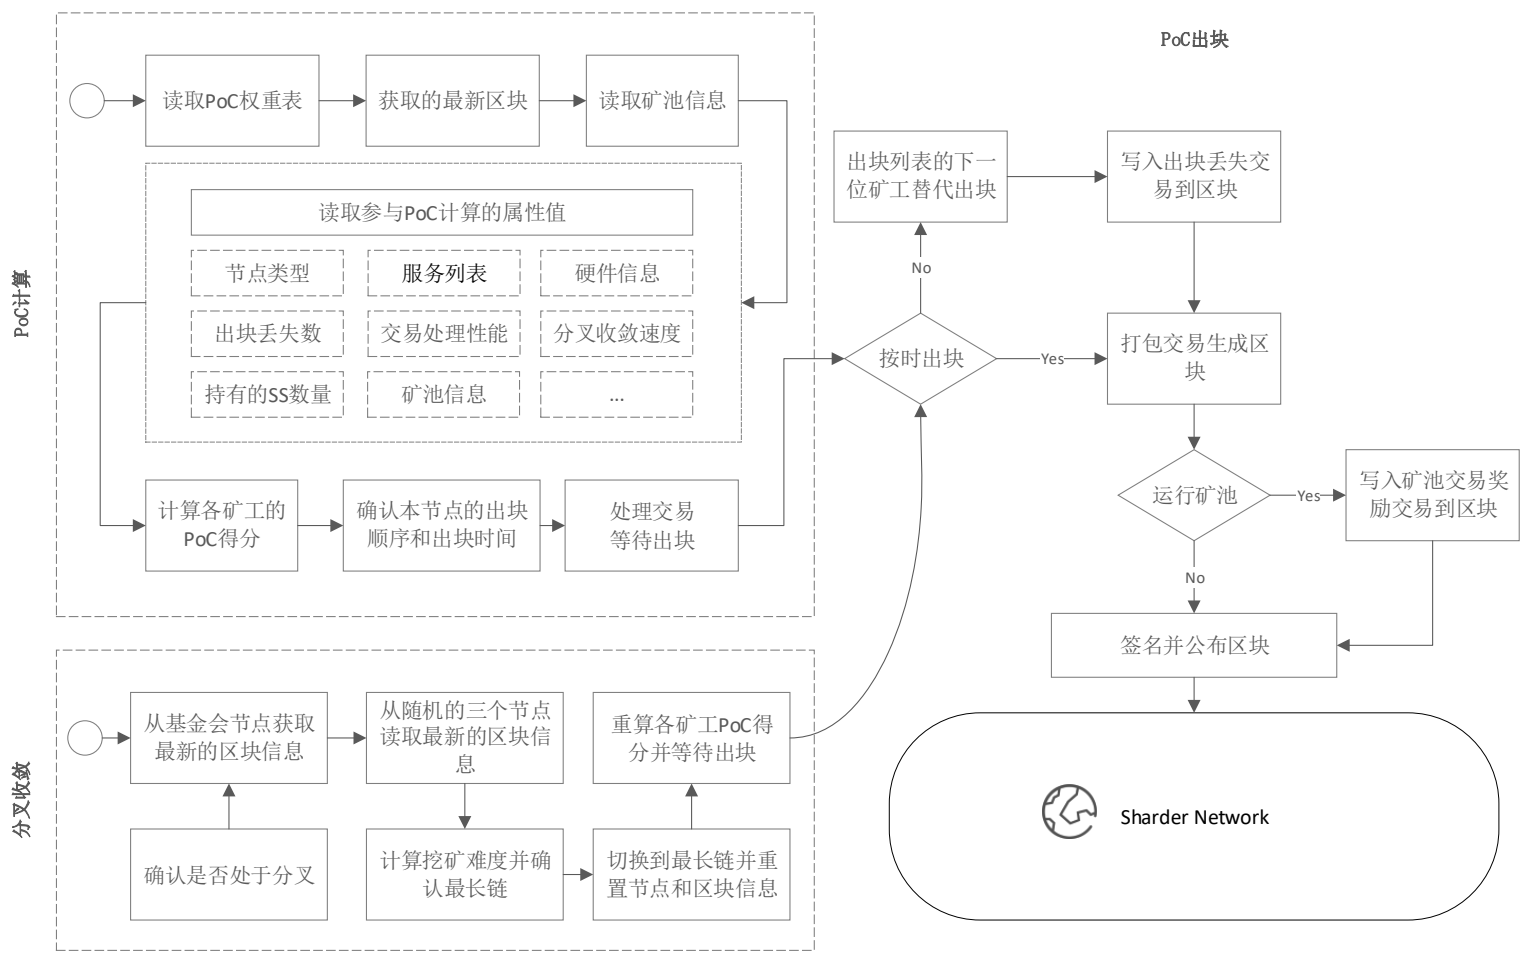 PoC出块
PoC计算
读取PoC权重表
获取的最新区块
读取矿池信息
读取参与PoC计算的属性值
节点类型
服务列表
硬件信息
出块丢失数
交易处理性能
分叉收敛速度
持有的SS数量
矿池信息
...
计算各矿工的
PoC得分
确认本节点的出块
顺序和出块时间
处理交易
等待出块
出块列表的下一
位矿工替代出块
写入出块丢失交
易到区块
No
按时出块
Yes
打包交易生成区
块
运行矿池
Yes
写入矿池交易奖
励交易到区块
No
签名并公布区块
Sharder Network
分叉收敛
从基金会节点获取
最新的区块信息
从随机的三个节点
读取最新的区块信
息
重算各矿工PoC得
分并等待出块
确认是否处于分叉
计算挖矿难度并确
认最长链
切换到最长链并重
置节点和区块信息